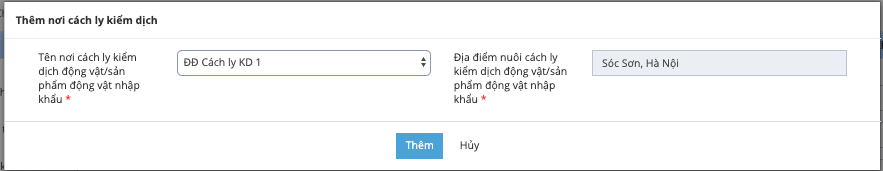 Thêm nơi cách ly kiểm dịch
Tên nơi cách ly kiểm
dịch động vật/sản
phẩm động vật nhập
khẩu *
ĐĐ Cách ly KD 1
Địa điểm nuôi cách ly
kiểm dịch động vật/sản
phẩm động vật nhập
khẩu *
Sóc Sơn, Hà Nội
Thêm
Hủy